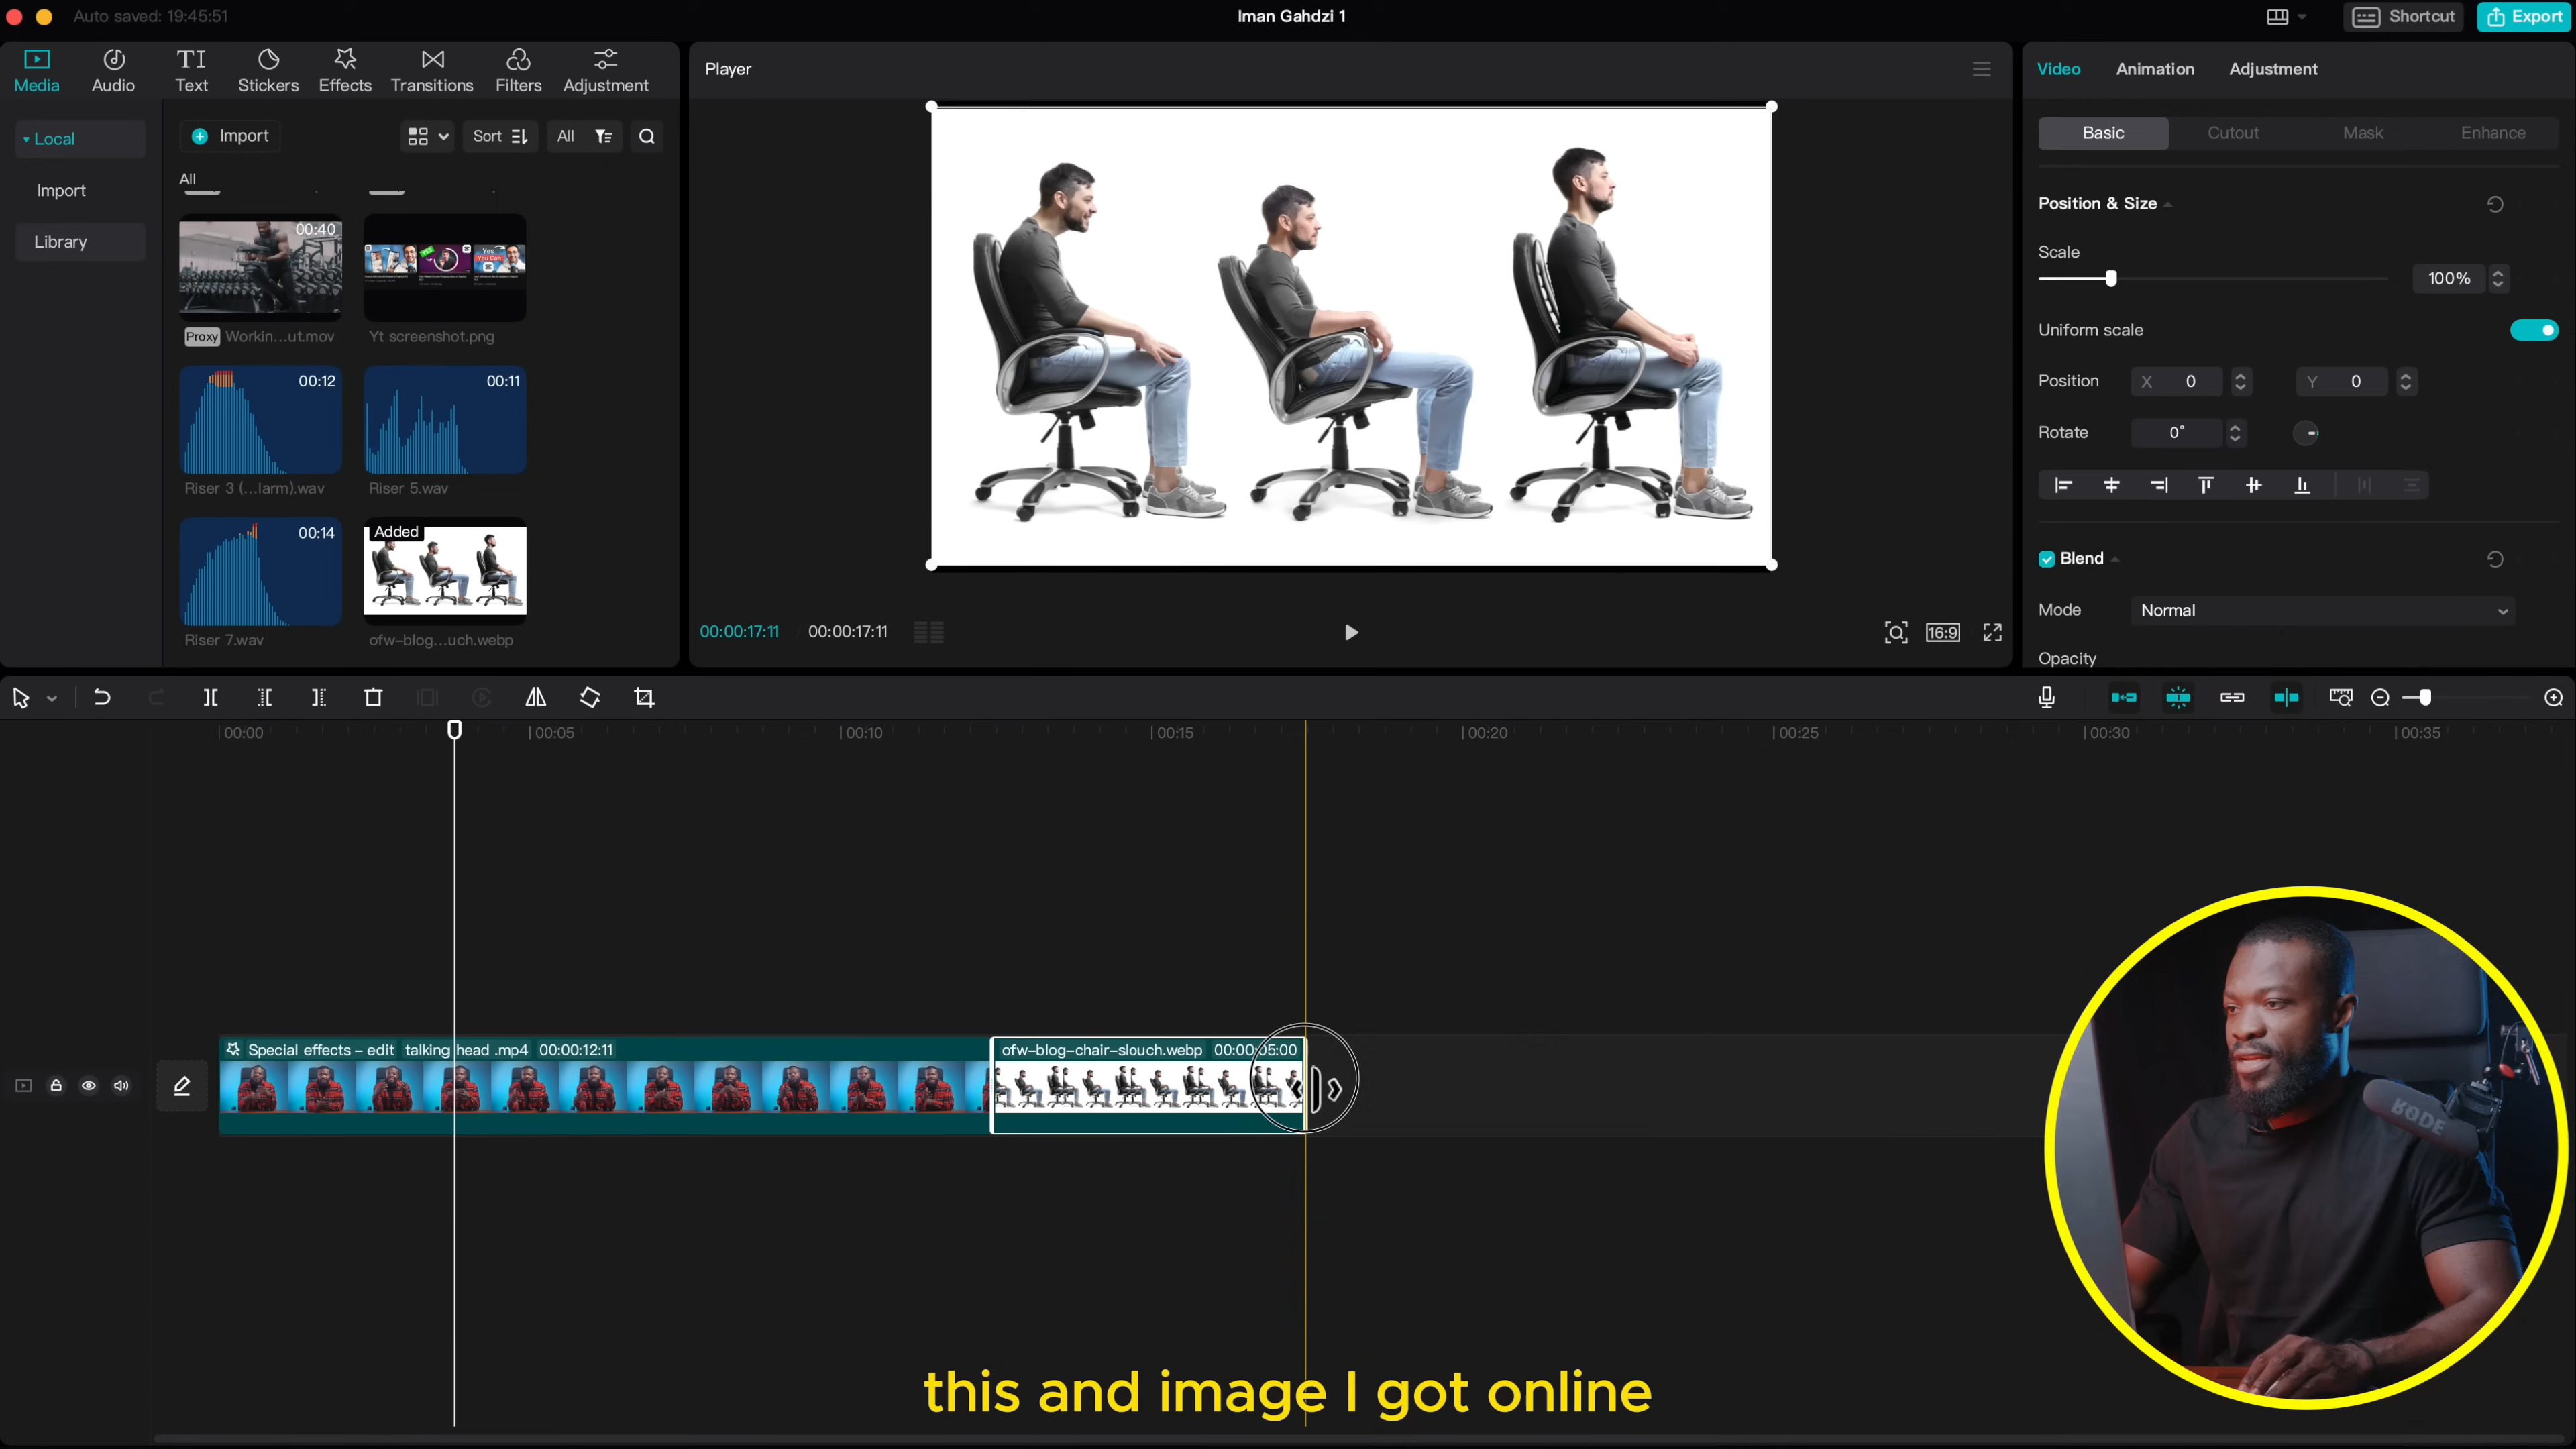 Auto saved: 19:45:51
Iman Gahdzi 1
Shortcut
Export
Media
Audio
TI
Text
Stickers
Effects
Transitions
Filters
Adjustment
Player
Video
Animation
Adjustment
Local
Import
Library
Import
Sort
All
All
Basic
Cutout
Mask
Enhance
Position & Size
Scale
100%
Uniform scale
Position
X 0
Y 0
Rotate
0°
Blend
Mode
Normal
Opacity
00:40
Proxy Workin...ut.mov
Yt screenshot.png
00:12
00:11
Riser 3 (...larm).wav
Riser 5.wav
00:14
Added
Riser 7.wav
ofw-blog...uch.webp
00:00:17:11
00:00:17:11
16:9
00:00
00:05
00:10
00:15
00:20
00:25
00:30
00:35
Special effects – edit talking head .mp4 00:00:12:11
ofw-blog-chair-slouch.webp 00:00:05:00
RODE
this and image I got online